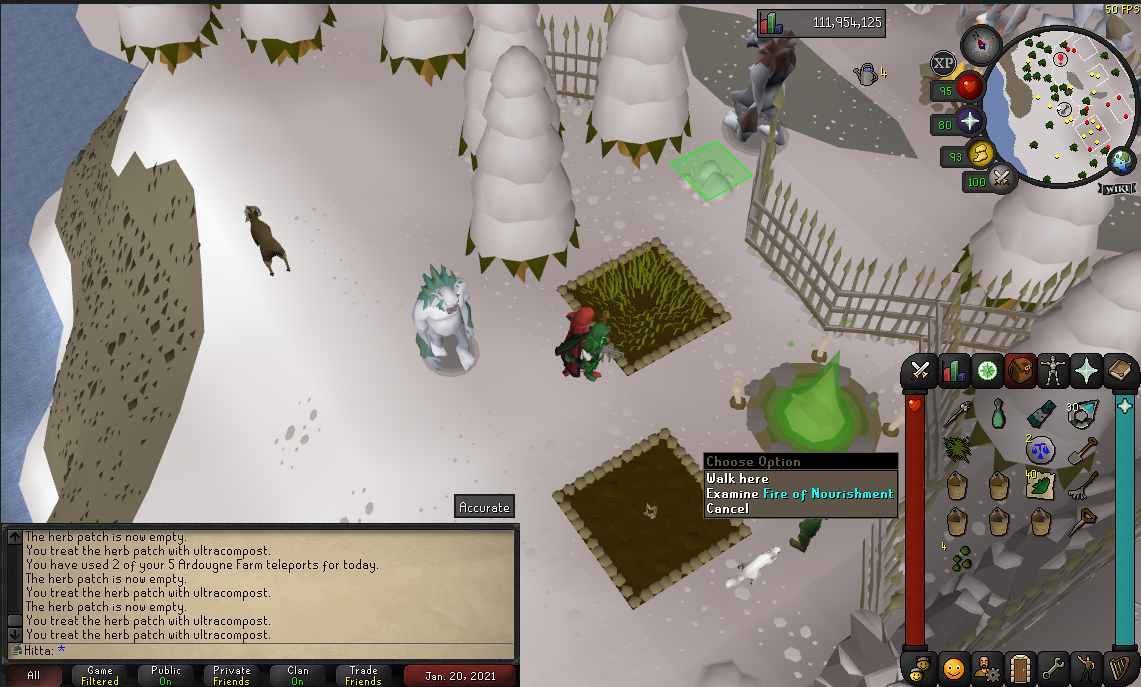 50 FPS
111,954,125
4
XP
95
80
93
100
WIKI
Choose Option
Walk here
Examine Fire of Nourishment
Cancel
30
2
40
4
Accurate
The herb patch is now empty.
You treat the herb patch with ultracompost.
You have used 2 of your 5 Ardougne Farm teleports for today.
The herb patch is now empty.
You treat the herb patch with ultracompost.
The herb patch is now empty.
You treat the herb patch with ultracompost.
You treat the herb patch with ultracompost.
Hitta: *
All
Game
Filtered
Public
On
Private
Friends
Clan
On
Trade
Friends
Jan. 20, 2021